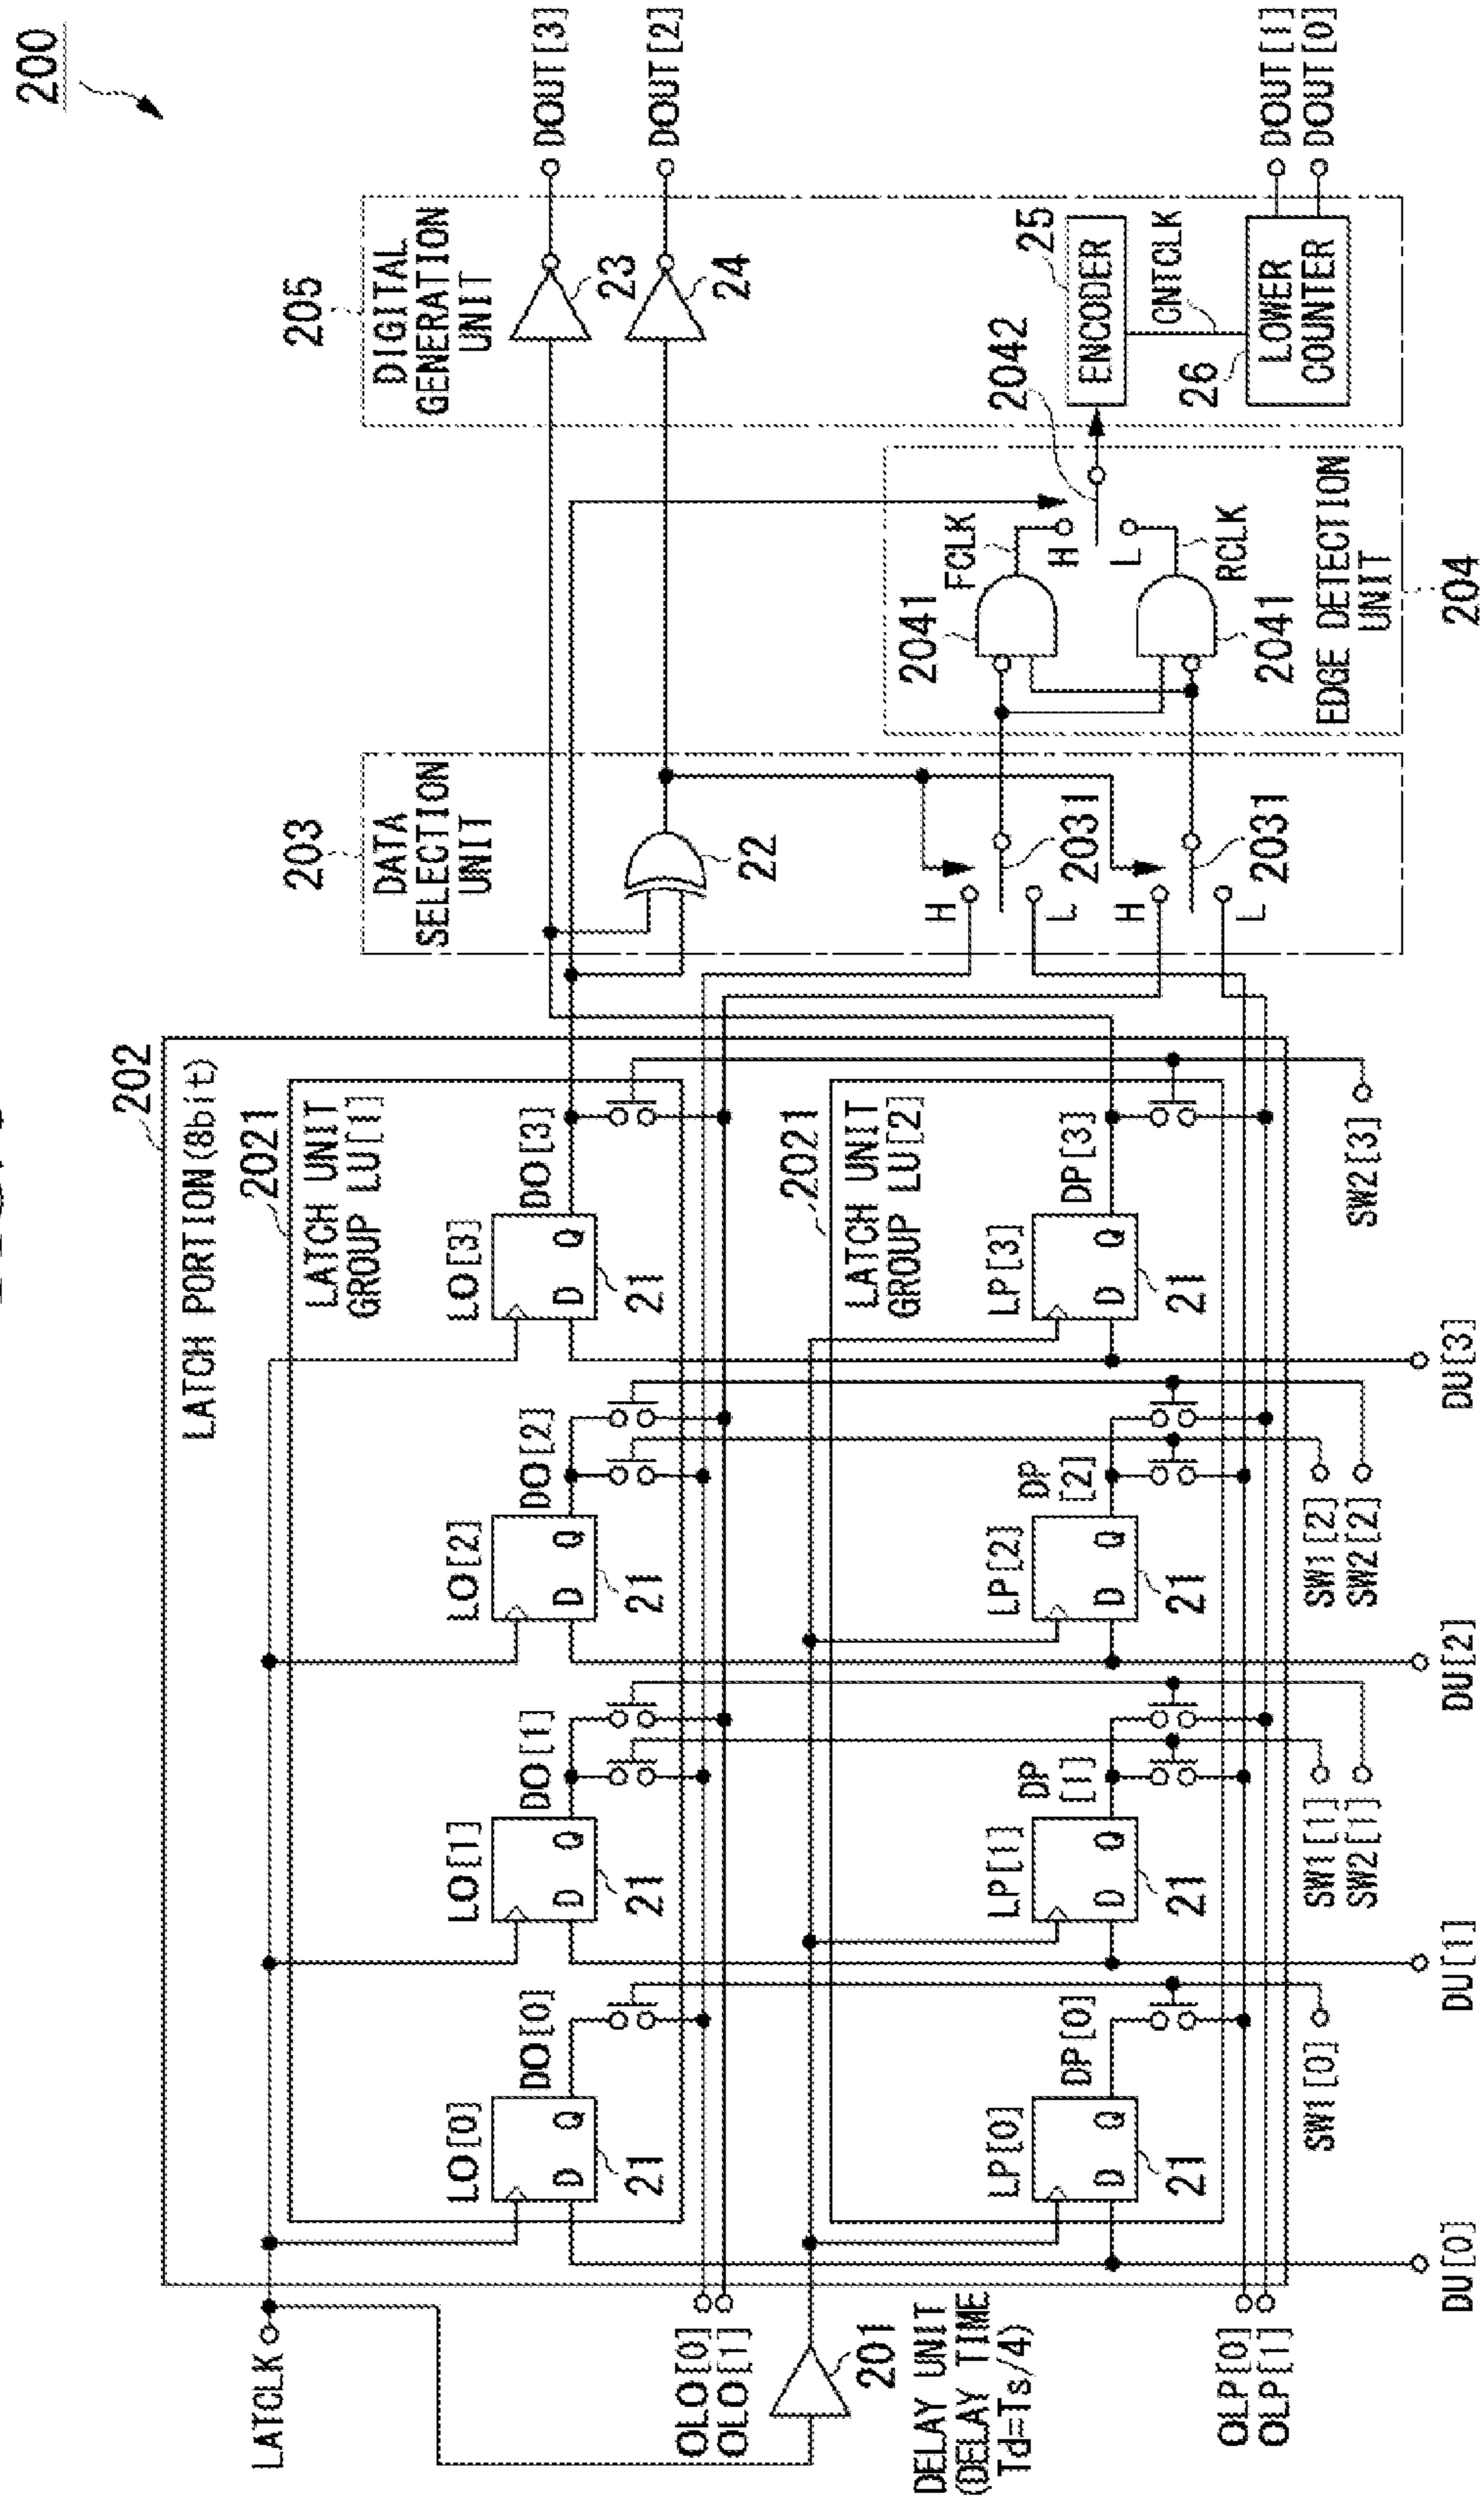 200
202
LATCH PORTION(8bit)
2021
LATCH UNIT
GROUP LU[1]
LATCLK
LO[0]
D Q
21
DO[0]
LO[1]
D Q
21
DO[1]
LO[2]
D Q
21
DO[2]
LO[3]
D Q
21
DO[3]
OLO[0]
OLO[1]
201
DELAY UNIT
(DELAY TIME
Td=Ts/4)
2021
LATCH UNIT
GROUP LU[2]
LP[0]
D Q
21
DP[0]
LP[1]
D Q
21
DP
[1]
LP[2]
D Q
21
DP
[2]
LP[3]
D Q
21
DP[3]
OLP[0]
OLP[1]
SW1[0]
SW1[1]
SW2[1]
SW1[2]
SW2[2]
SW2[3]
DU[0]
DU[1]
DU[2]
DU[3]
203
DATA
SELECTION
UNIT
22
H
L
2031
H
L
2031
2041
FCLK
H
L
2042
RCLK
2041
EDGE DETECTION
UNIT
204
205
DIGITAL
GENERATION
UNIT
23
24
25
ENCODER
CNTCLK
26
LOWER
COUNTER
DOUT[3]
DOUT[2]
DOUT[1]
DOUT[0]